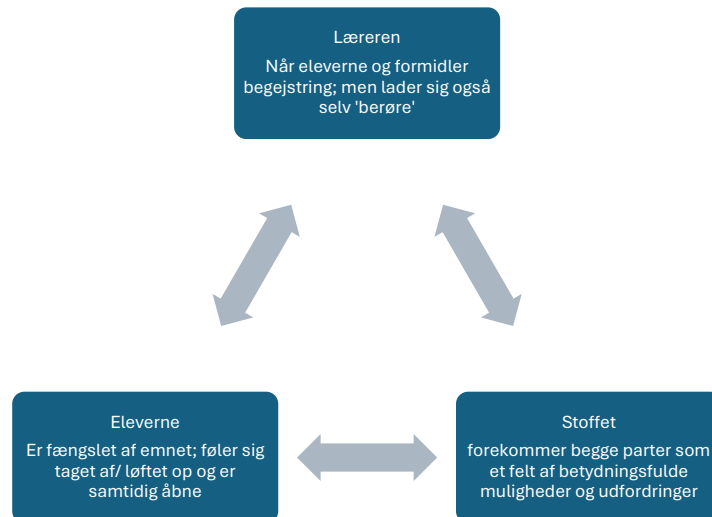 Læreren
Når eleverne og formidler
begejstring; men lader sig også
selv 'berøre'
Eleverne
Er fængslet af emnet; føler sig
taget af/ løftet op og er
samtidig åbne
Stoffet
forekommer begge parter som
et felt af betydningsfulde
muligheder og udfordringer